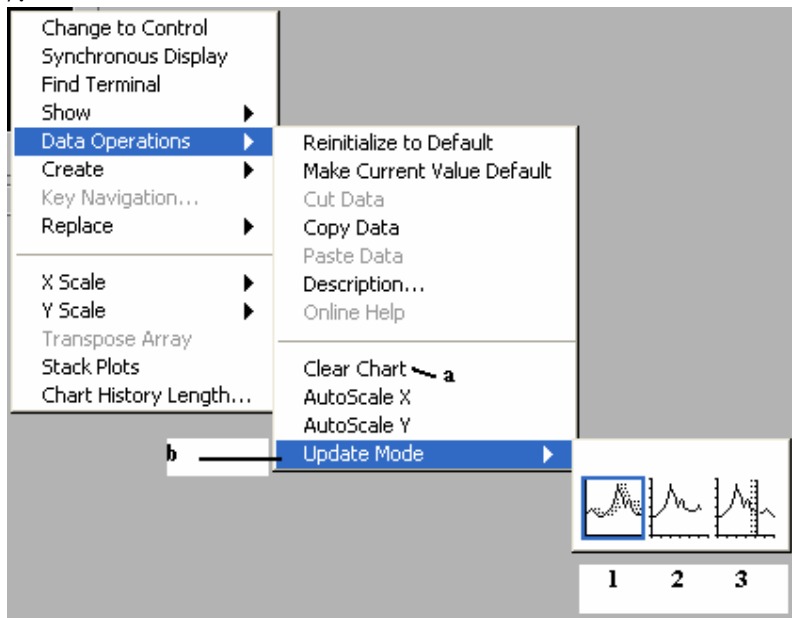 Change to Control
Synchronous Display
Find Terminal
Show
Data Operations
Create
Key Navigation...
Replace
X Scale
Y Scale
Transpose Array
Stack Plots
Chart History Length...
Reinitialize to Default
Make Current Value Default
Cut Data
Copy Data
Paste Data
Description...
Online Help
Clear Chart a
AutoScale X
AutoScale Y
b Update Mode
1 2 3